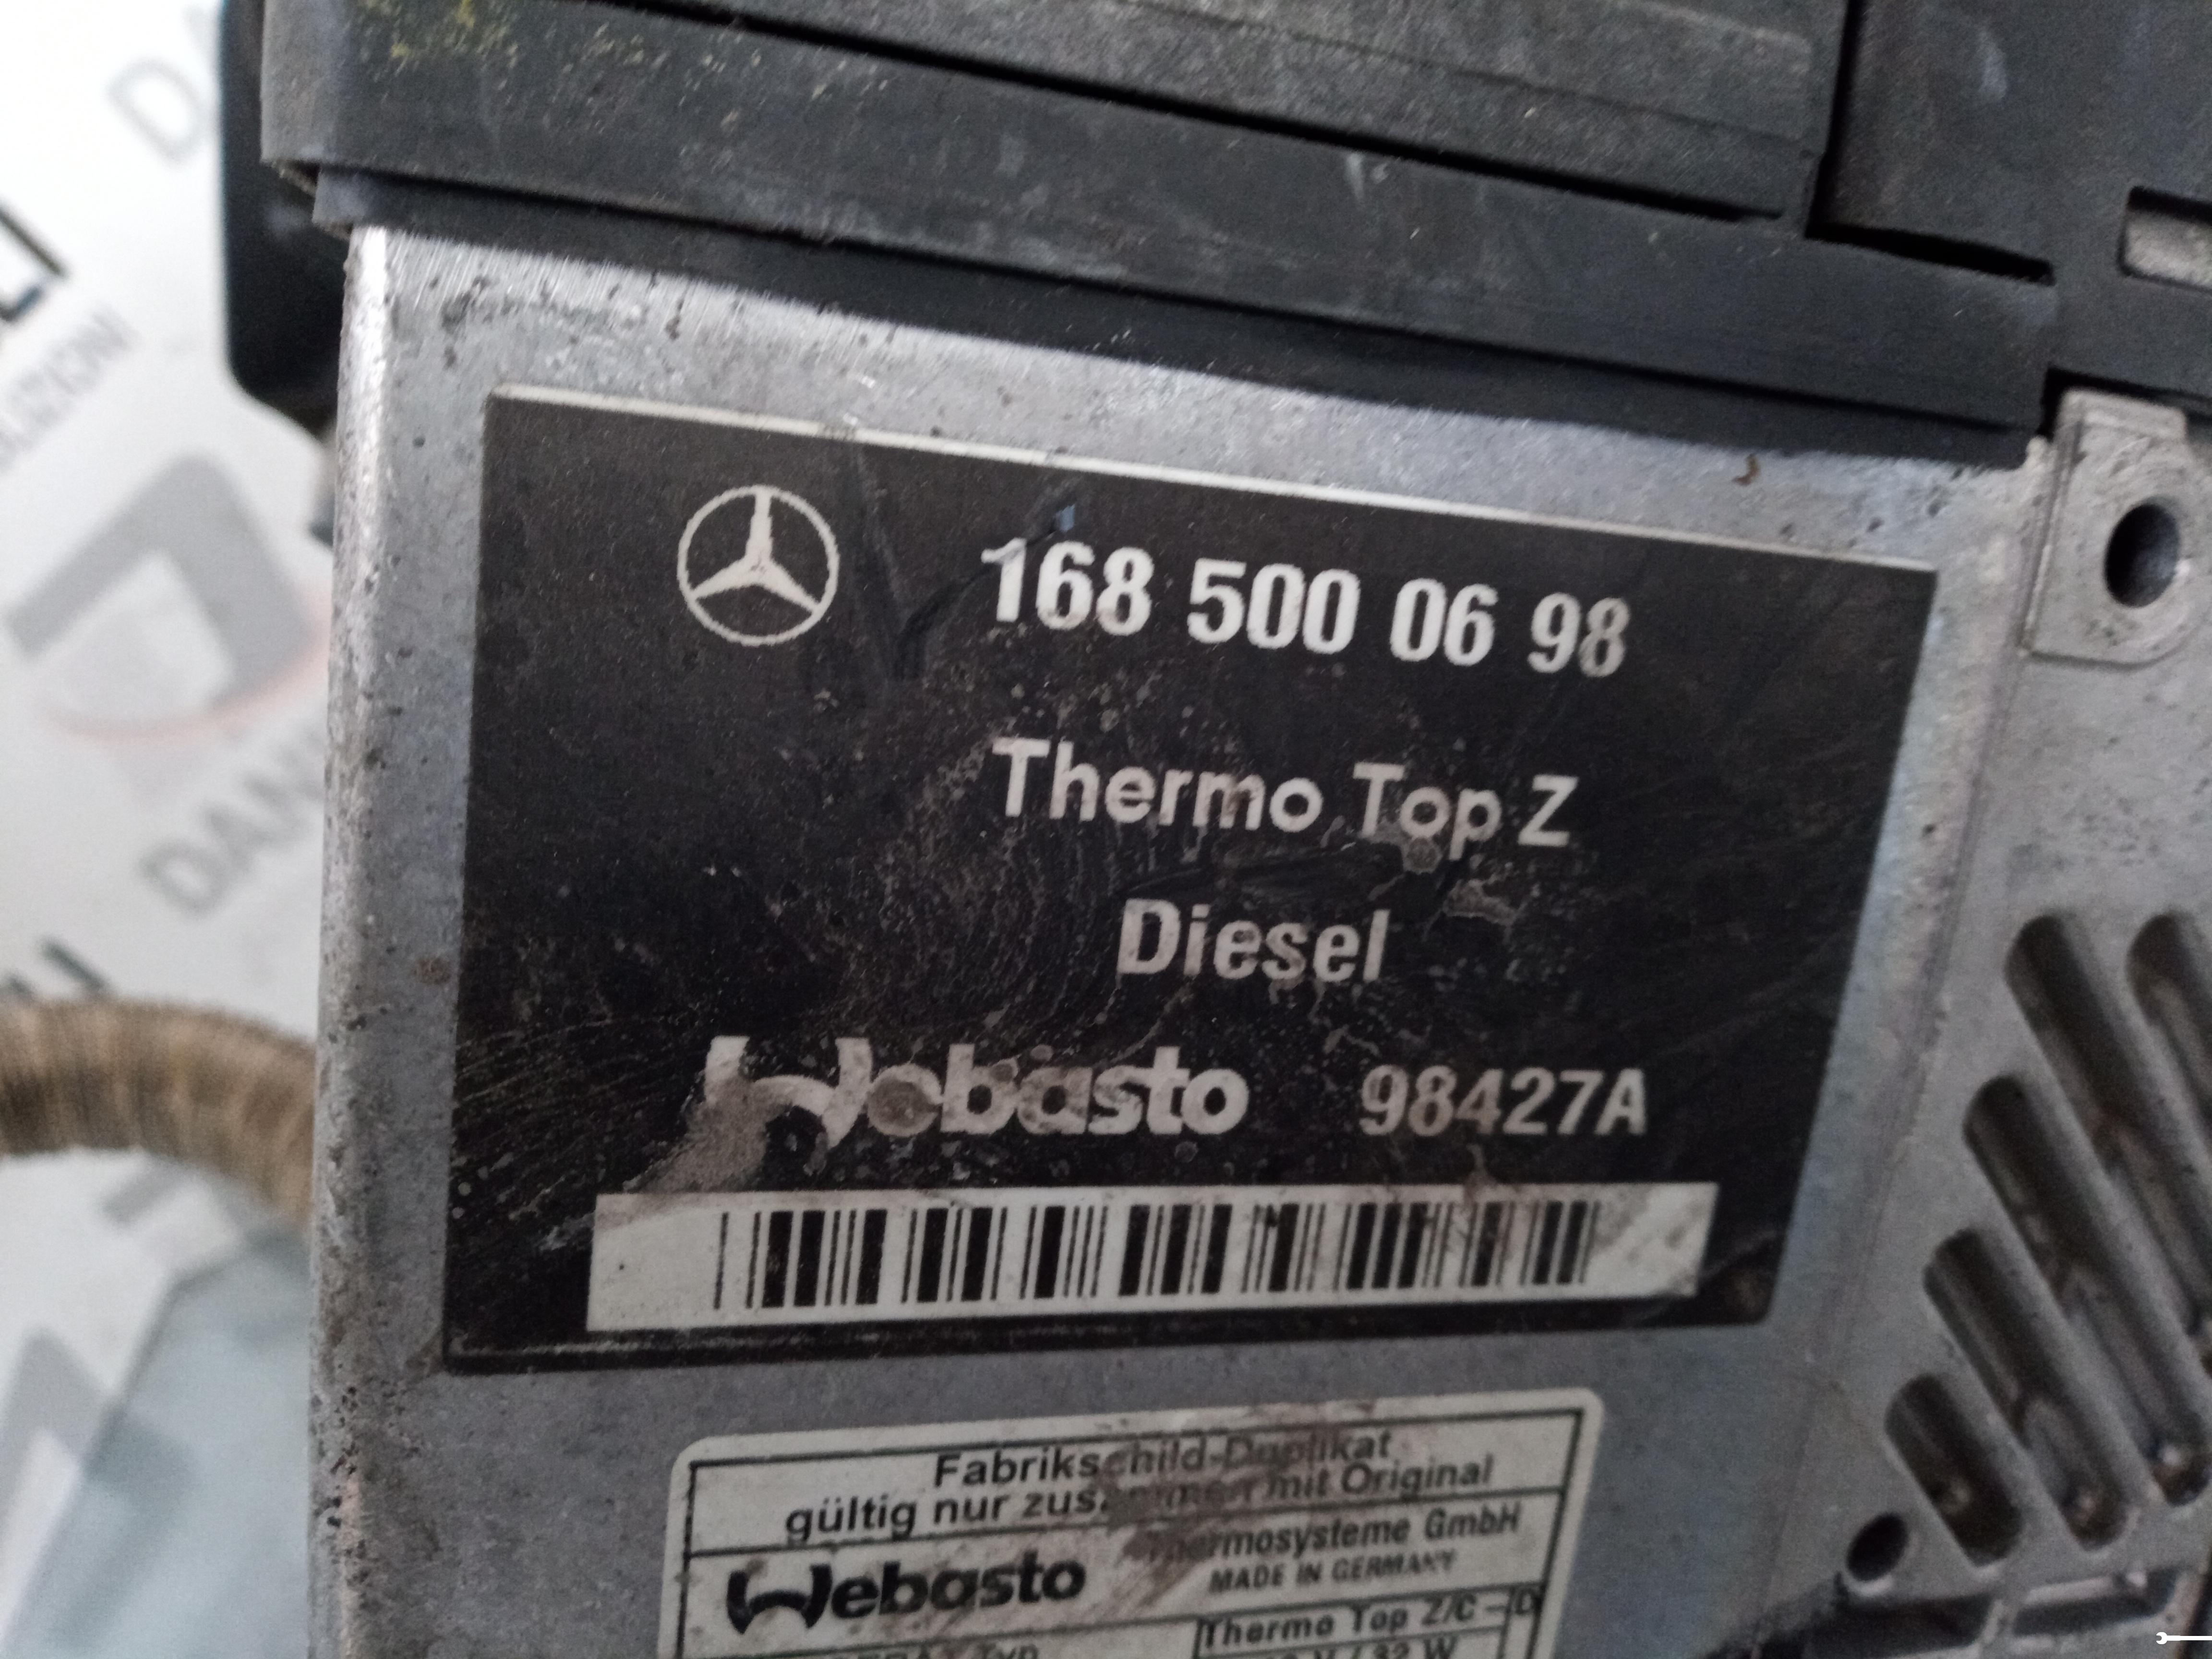 168 500 06 98
Thermo Top Z
Diesel
Webasto 98427A
Fabrikschild-Duplikat
gültig nur zusammen mit Original
Webasto
Thermosysteme GmbH
MADE IN GERMANY
Thermo Top Z/C - D